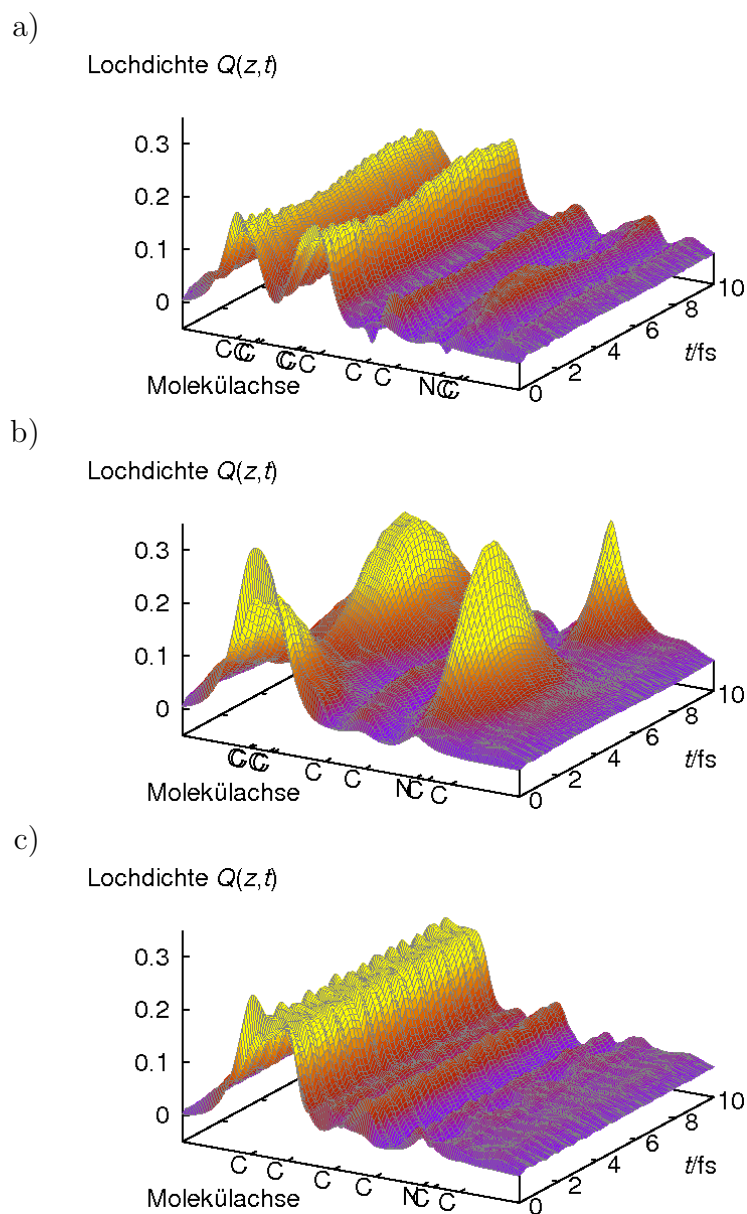 a)
Lochdichte Q(z,t)
0.3
0.2
0.1
0
C C C C C C C C N C C
Molekülachse
0 2 4 6 8 10
t/fs
b)
Lochdichte Q(z,t)
0.3
0.2
0.1
0
C C C C C C N C C
Molekülachse
0 2 4 6 8 10
t/fs
c)
Lochdichte Q(z,t)
0.3
0.2
0.1
0
C C C C N C C
Molekülachse
0 2 4 6 8 10
t/fs